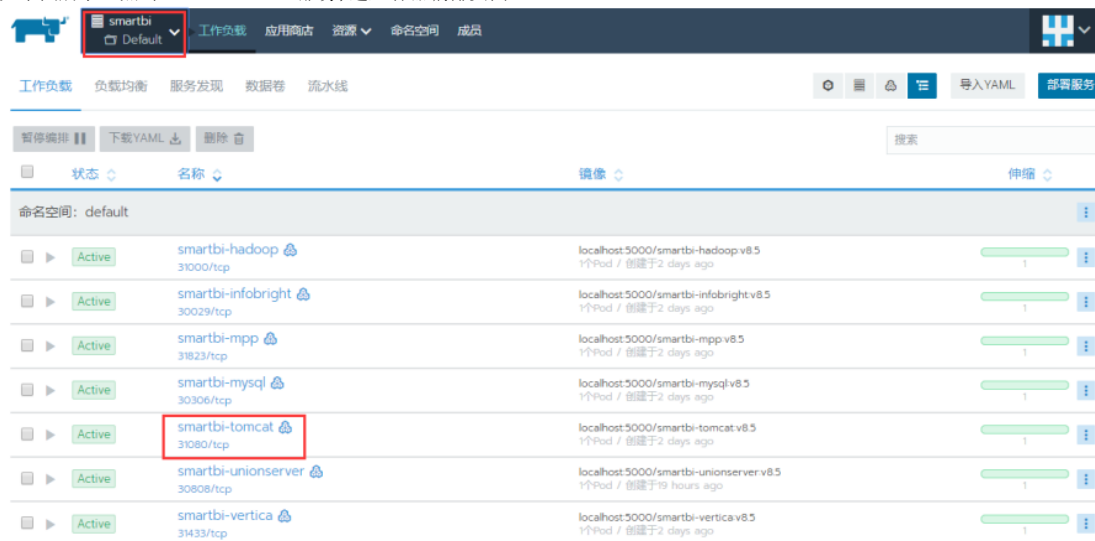 smartbi
Default
工作负载 应用商店 资源 命名空间 成员
工作负载 负载均衡 服务发现 数据卷 流水线 导入YAML 部署服务
暂停编排 下载YAML 删除 搜索
状态 名称 镜像 伸缩
命名空间: default
Active smartbi-hadoop localhost:5000/smartbi-hadoop:v8.5
31000/tcp 1个Pod / 创建于2 days ago 1
Active smartbi-infobright localhost:5000/smartbi-infobright:v8.5
30029/tcp 1个Pod / 创建于2 days ago 1
Active smartbi-mpp localhost:5000/smartbi-mpp:v8.5
31823/tcp 1个Pod / 创建于2 days ago 1
Active smartbi-mysql localhost:5000/smartbi-mysql:v8.5
30306/tcp 1个Pod / 创建于2 days ago 1
Active smartbi-tomcat localhost:5000/smartbi-tomcat:v8.5
31080/tcp 1个Pod / 创建于2 days ago 1
Active smartbi-unionserver localhost:5000/smartbi-unionserver:v8.5
30808/tcp 1个Pod / 创建于19 hours ago 1
Active smartbi-vertica localhost:5000/smartbi-vertica:v8.5
31433/tcp 1个Pod / 创建于2 days ago 1